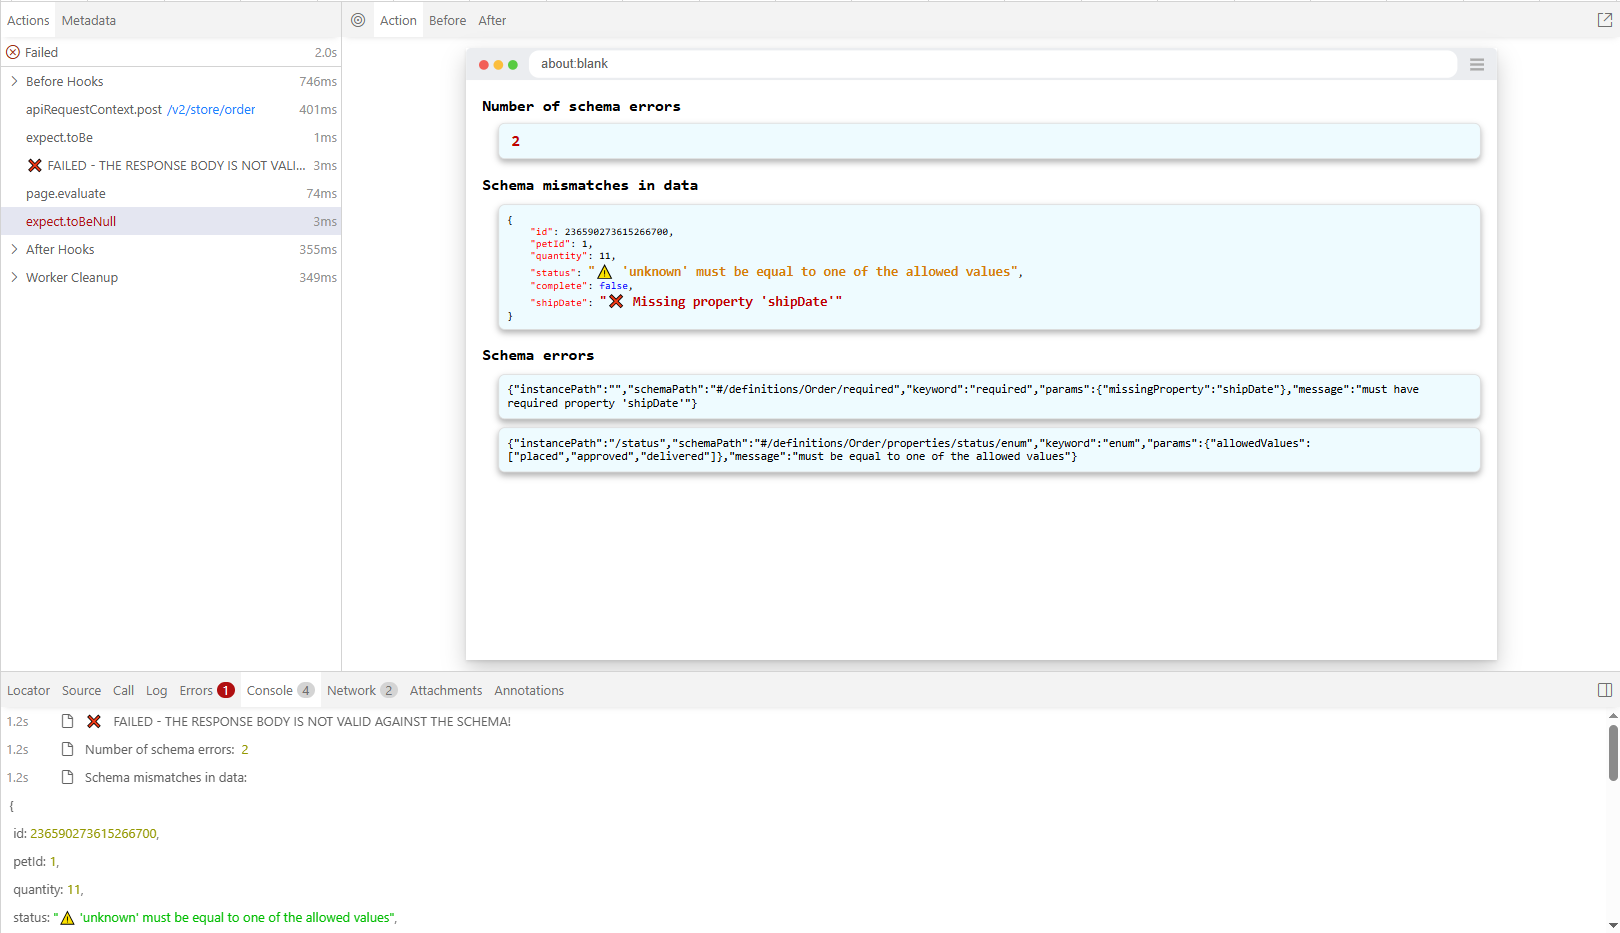 Actions Metadata
Failed 2.0s
Before Hooks 746ms
apiRequestContext.post /v2/store/order 401ms
expect.toBe 1ms
❌ FAILED - THE RESPONSE BODY IS NOT VALI... 3ms
page.evaluate 74ms
expect.toBeNull 3ms
After Hooks 355ms
Worker Cleanup 349ms
Action Before After
about:blank
Number of schema errors
2
Schema mismatches in data
{
"id": 236590273615266700,
"petId": 1,
"quantity": 11,
"status": "⚠️ 'unknown' must be equal to one of the allowed values",
"complete": false,
"shipDate": "❌ Missing property 'shipDate'"
}
Schema errors
{"instancePath":"","schemaPath":"#/definitions/Order/required","keyword":"required","params":{"missingProperty":"shipDate"},"message":"must have
required property 'shipDate'"}
{"instancePath":"/status","schemaPath":"#/definitions/Order/properties/status/enum","keyword":"enum","params":{"allowedValues":
["placed","approved","delivered"]},"message":"must be equal to one of the allowed values"}
Locator Source Call Log Errors 1 Console 4 Network 2 Attachments Annotations
1.2s ❌ FAILED - THE RESPONSE BODY IS NOT VALID AGAINST THE SCHEMA!
1.2s Number of schema errors: 2
1.2s Schema mismatches in data:
{
id: 236590273615266700,
petId: 1,
quantity: 11,
status: "⚠️ 'unknown' must be equal to one of the allowed values",